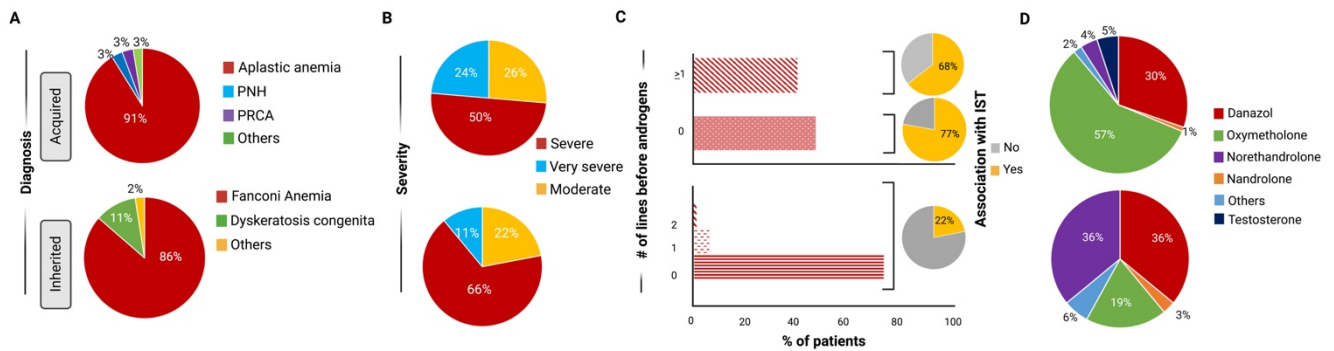 A
Diagnosis
Acquired
3%
3%
3%
91%
Aplastic anemia
PNH
PRCA
Others
Inherited
2%
11%
86%
Fanconi Anemia
Dyskeratosis congenita
Others
B
Severity
24%
26%
50%
Severe
Very severe
Moderate
11%
22%
66%
C
# of lines before androgens
≥1
0
2
1
0
0
20
40
60
80
100
% of patients
68%
77%
22%
No
Yes
Association with IST
D
2%
4%
5%
30%
1%
57%
Danazol
Oxymetholone
Norethandrolone
Nandrolone
Others
Testosterone
36%
36%
19%
6%
3%